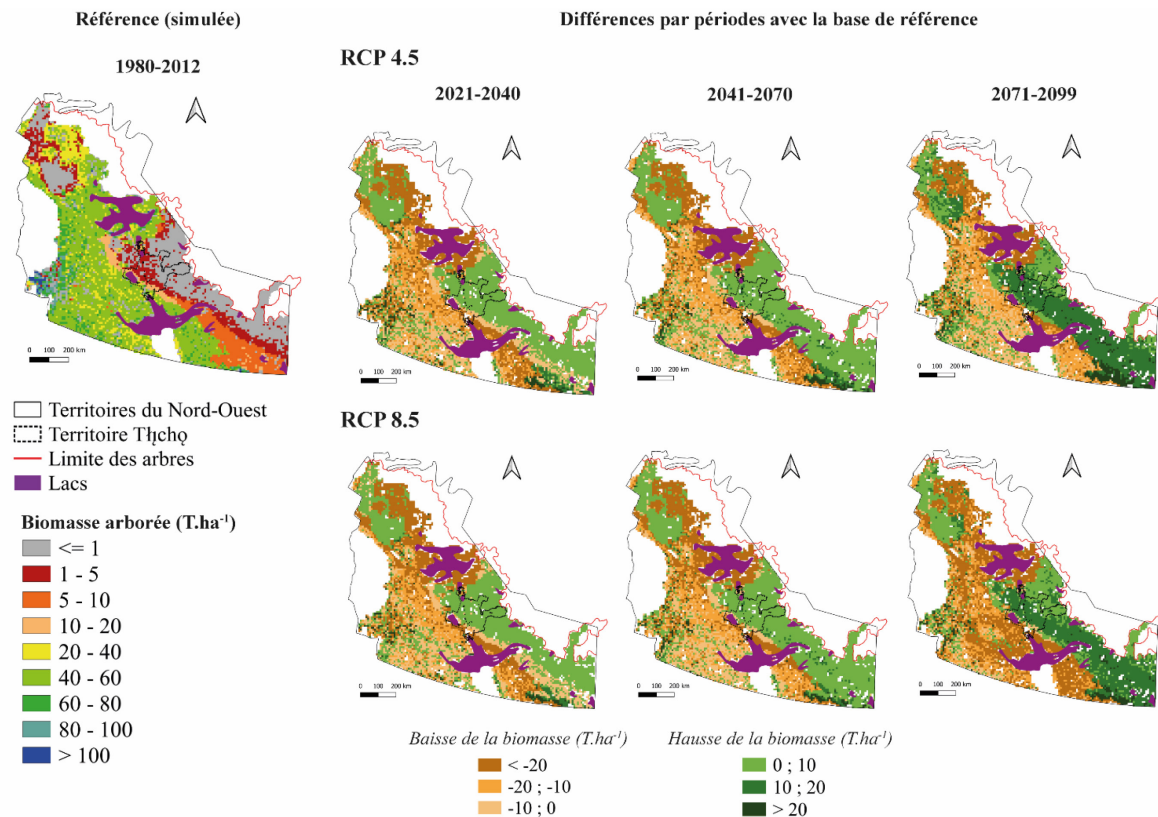 Référence (simulée)
Différences par périodes avec la base de référence
RCP 4.5
1980-2012
2021-2040
2041-2070
2071-2099
0 100 200 km
0 100 200 km
0 100 200 km
0 100 200 km
RCP 8.5
Territoires du Nord-Ouest
Territoire Tłı̨chǫ
Limite des arbres
Lacs
Biomasse arborée (T.ha⁻¹)
<= 1
1 - 5
5 - 10
10 - 20
20 - 40
40 - 60
60 - 80
80 - 100
> 100
0 100 200 km
0 100 200 km
0 100 200 km
Baisse de la biomasse (T.ha⁻¹)
< -20
-20 ; -10
-10 ; 0
Hausse de la biomasse (T.ha⁻¹)
0 ; 10
10 ; 20
> 20